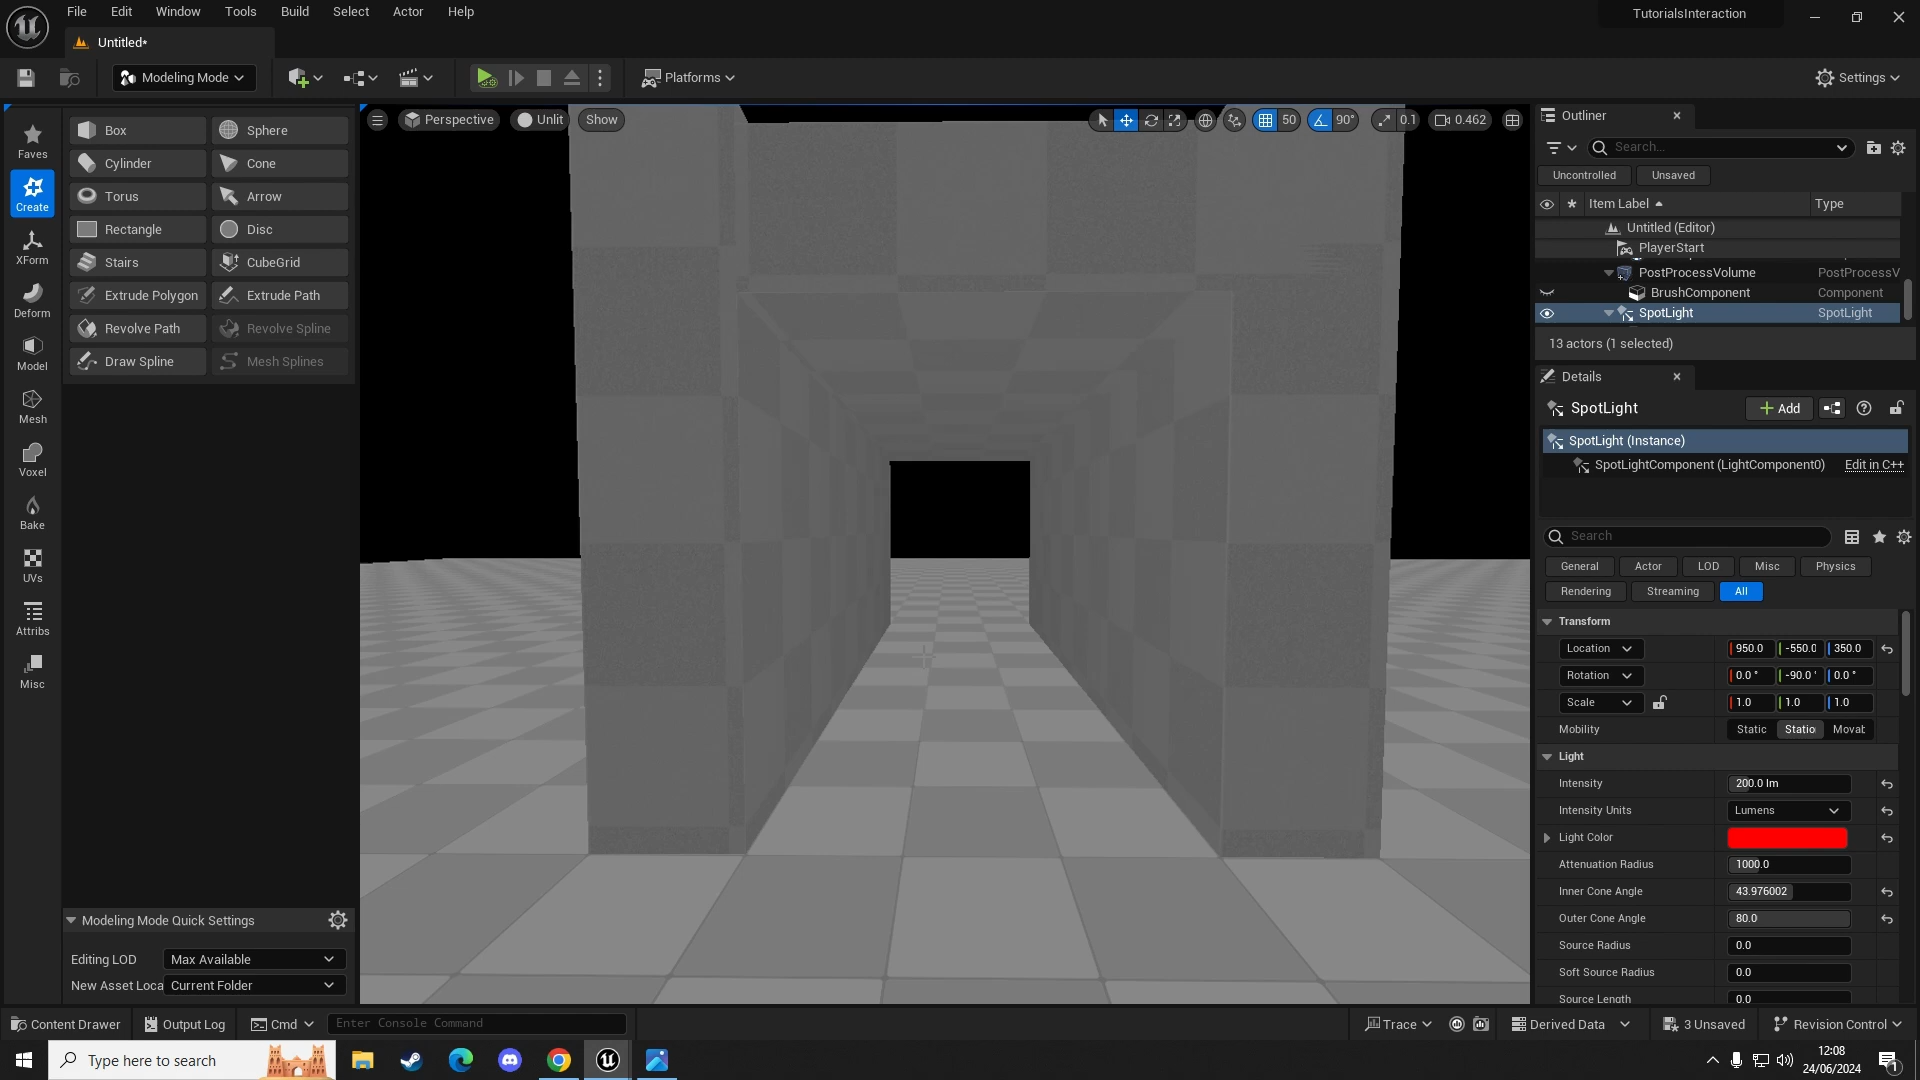 File Edit Window Tools Build Select Actor Help
TutorialsInteraction
Untitled*
Modeling Mode
Platforms
Settings
Faves
Create
XForm
Deform
Model
Mesh
Voxel
Bake
UVs
Attribs
Misc
Box Sphere
Cylinder Cone
Torus Arrow
Rectangle Disc
Stairs CubeGrid
Extrude Polygon Extrude Path
Revolve Path Revolve Spline
Draw Spline Mesh Splines
Modeling Mode Quick Settings
Editing LOD Max Available
New Asset Loca Current Folder
Perspective Unlit Show
50 90° 0.1 0.462
Outliner
Search...
Uncontrolled Unsaved
Item Label Type
Untitled (Editor)
PlayerStart
PostProcessVolume PostProcessV
BrushComponent Component
SpotLight SpotLight
13 actors (1 selected)
Details
SpotLight Add
SpotLight (Instance)
SpotLightComponent (LightComponent0) Edit in C++
Search
General Actor LOD Misc Physics
Rendering Streaming All
Transform
Location 950.0 -550.0 350.0
Rotation 0.0 ° -90.0 ° 0.0 °
Scale 1.0 1.0 1.0
Mobility Static Statio Movab
Light
Intensity 200.0 lm
Intensity Units Lumens
Light Color
Attenuation Radius 1000.0
Inner Cone Angle 43.976002
Outer Cone Angle 80.0
Source Radius 0.0
Soft Source Radius 0.0
Source Length 0.0
Content Drawer Output Log Cmd Enter Console Command
Trace Derived Data 3 Unsaved Revision Control
Type here to search
12:08
24/06/2024
1